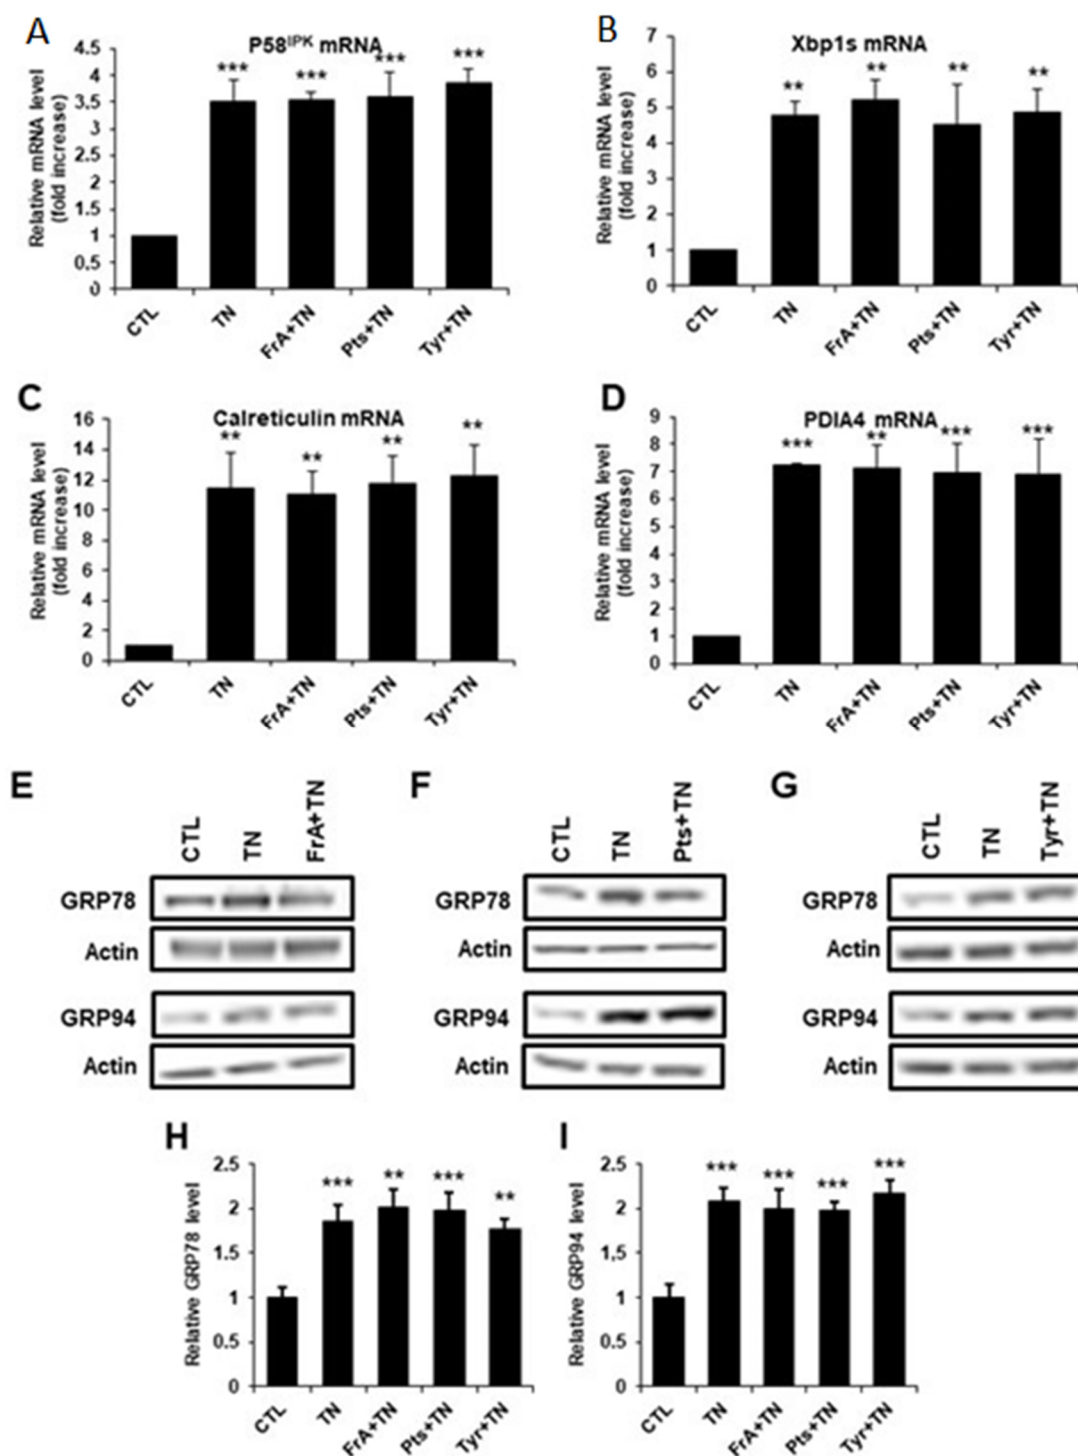 A
P58IPK mRNA
Relative mRNA level
(fold increase)
4.5
4
3.5
3
2.5
2
1.5
1
0.5
0
***
***
***
***
CTL
TN
FrA+TN
Pts+TN
Tyr+TN
B
Xbp1s mRNA
Relative mRNA level
(fold increase)
7
6
5
4
3
2
1
0
**
**
**
**
CTL
TN
FrA+TN
Pts+TN
Tyr+TN
C
Calreticulin mRNA
Relative mRNA level
(fold increase)
16
14
12
10
8
6
4
2
0
**
**
**
**
CTL
TN
FrA+TN
Pts+TN
Tyr+TN
D
PDIA4 mRNA
Relative mRNA level
(fold increase)
9
8
7
6
5
4
3
2
1
0
***
**
***
***
CTL
TN
FrA+TN
Pts+TN
Tyr+TN
E
CTL
TN
FrA+TN
GRP78
Actin
GRP94
Actin
F
CTL
TN
Pts+TN
GRP78
Actin
GRP94
Actin
G
CTL
TN
Tyr+TN
GRP78
Actin
GRP94
Actin
H
Relative GRP78 level
2.5
2
1.5
1
0.5
0
***
**
***
**
CTL
TN
FrA+TN
Pts+TN
Tyr+TN
I
Relative GRP94 level
2.5
2
1.5
1
0.5
0
***
***
***
***
CTL
TN
FrA+TN
Pts+TN
Tyr+TN